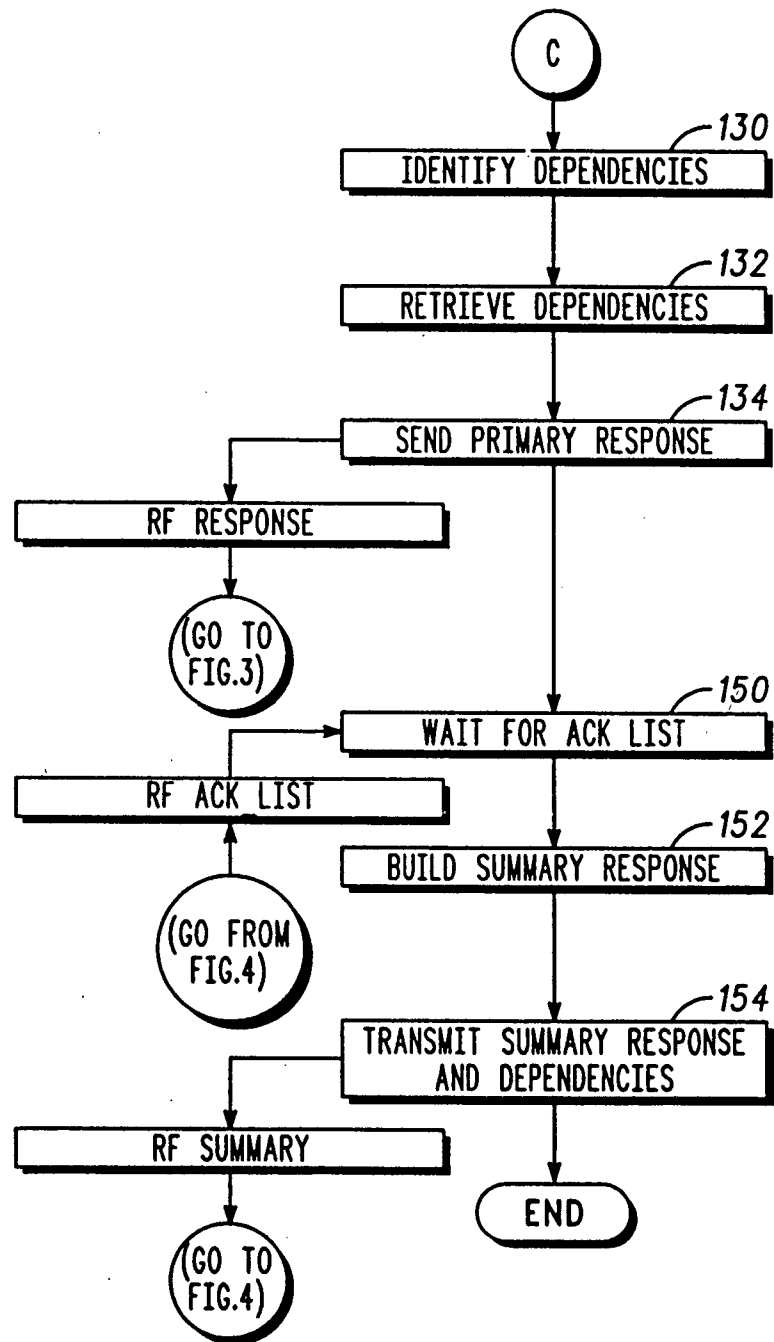 C
130
IDENTIFY DEPENDENCIES
132
RETRIEVE DEPENDENCIES
134
SEND PRIMARY RESPONSE
RF RESPONSE
(GO TO
FIG.3)
150
WAIT FOR ACK LIST
RF ACK LIST
152
BUILD SUMMARY RESPONSE
(GO FROM
FIG.4)
154
TRANSMIT SUMMARY RESPONSE
AND DEPENDENCIES
RF SUMMARY
END
(GO TO
FIG.4)